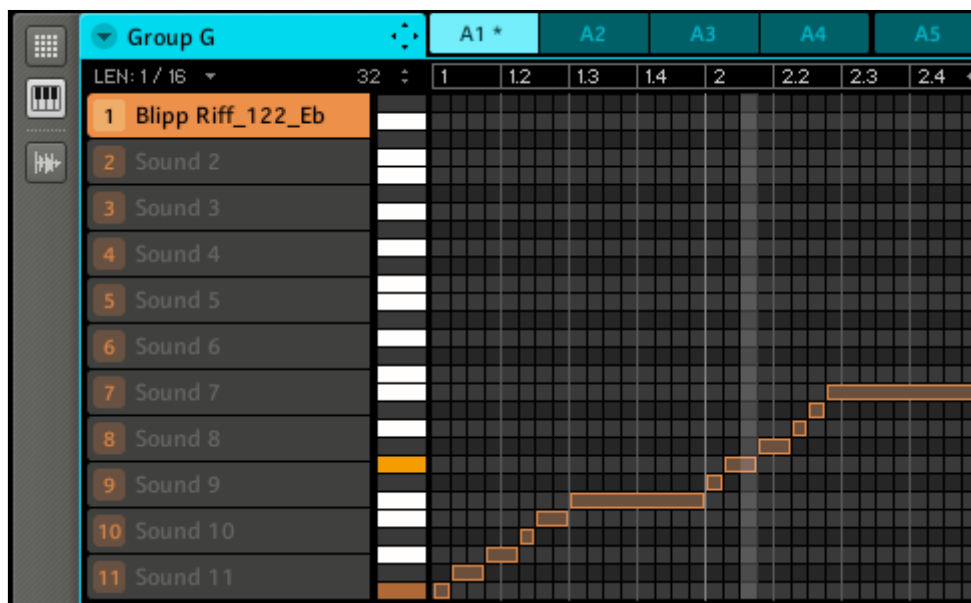 Group G
A1 * A2 A3 A4 A5
LEN: 1 / 16 32
1 1.2 1.3 1.4 2 2.2 2.3 2.4
1 Blipp Riff_122_Eb
2 Sound 2
3 Sound 3
4 Sound 4
5 Sound 5
6 Sound 6
7 Sound 7
8 Sound 8
9 Sound 9
10 Sound 10
11 Sound 11